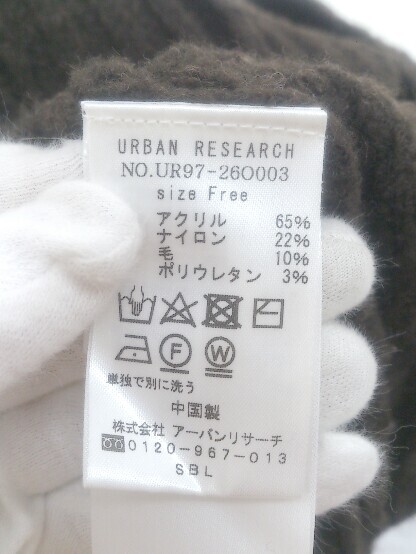 URBAN RESEARCH
NO.UR97-26O003
size Free
アクリル 65%
ナイロン 22%
毛 10%
ポリウレタン 3%
F W
単独で別に洗う
中国製
株式会社 アーバンリサーチ
0120-967-013
SBL